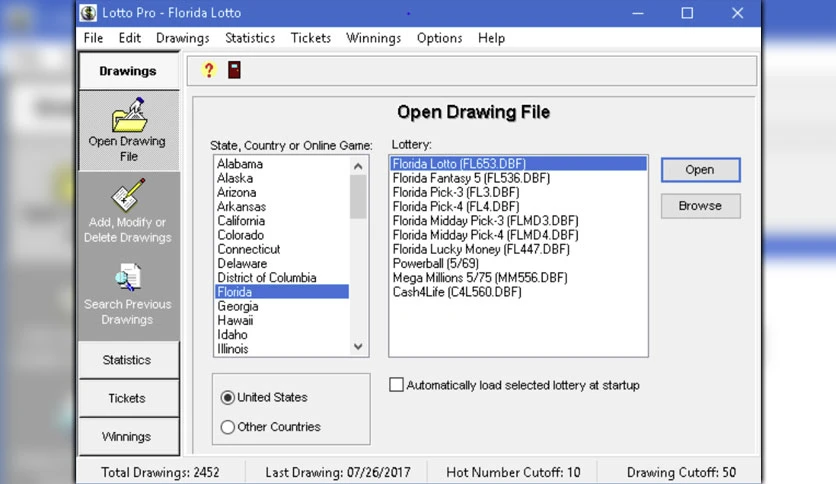 Lotto Pro - Florida Lotto
File Edit Drawings Statistics Tickets Winnings Options Help
Drawings
Open Drawing
File
Add, Modify or
Delete Drawings
Search Previous
Drawings
Statistics
Tickets
Winnings
?
Open Drawing File
State, Country or Online Game:
Alabama
Alaska
Arizona
Arkansas
California
Colorado
Connecticut
Delaware
District of Columbia
Florida
Georgia
Hawaii
Idaho
Illinois
United States
Other Countries
Lottery:
Florida Lotto (FL653.DBF)
Florida Fantasy 5 (FL536.DBF)
Florida Pick-3 (FL3.DBF)
Florida Pick-4 (FL4.DBF)
Florida Midday Pick-3 (FLMD3.DBF)
Florida Midday Pick-4 (FLMD4.DBF)
Florida Lucky Money (FL447.DBF)
Powerball (5/69)
Mega Millions 5/75 (MM556.DBF)
Cash4Life (C4L560.DBF)
Automatically load selected lottery at startup
Open
Browse
Total Drawings: 2452 Last Drawing: 07/26/2017 Hot Number Cutoff: 10 Drawing Cutoff: 50